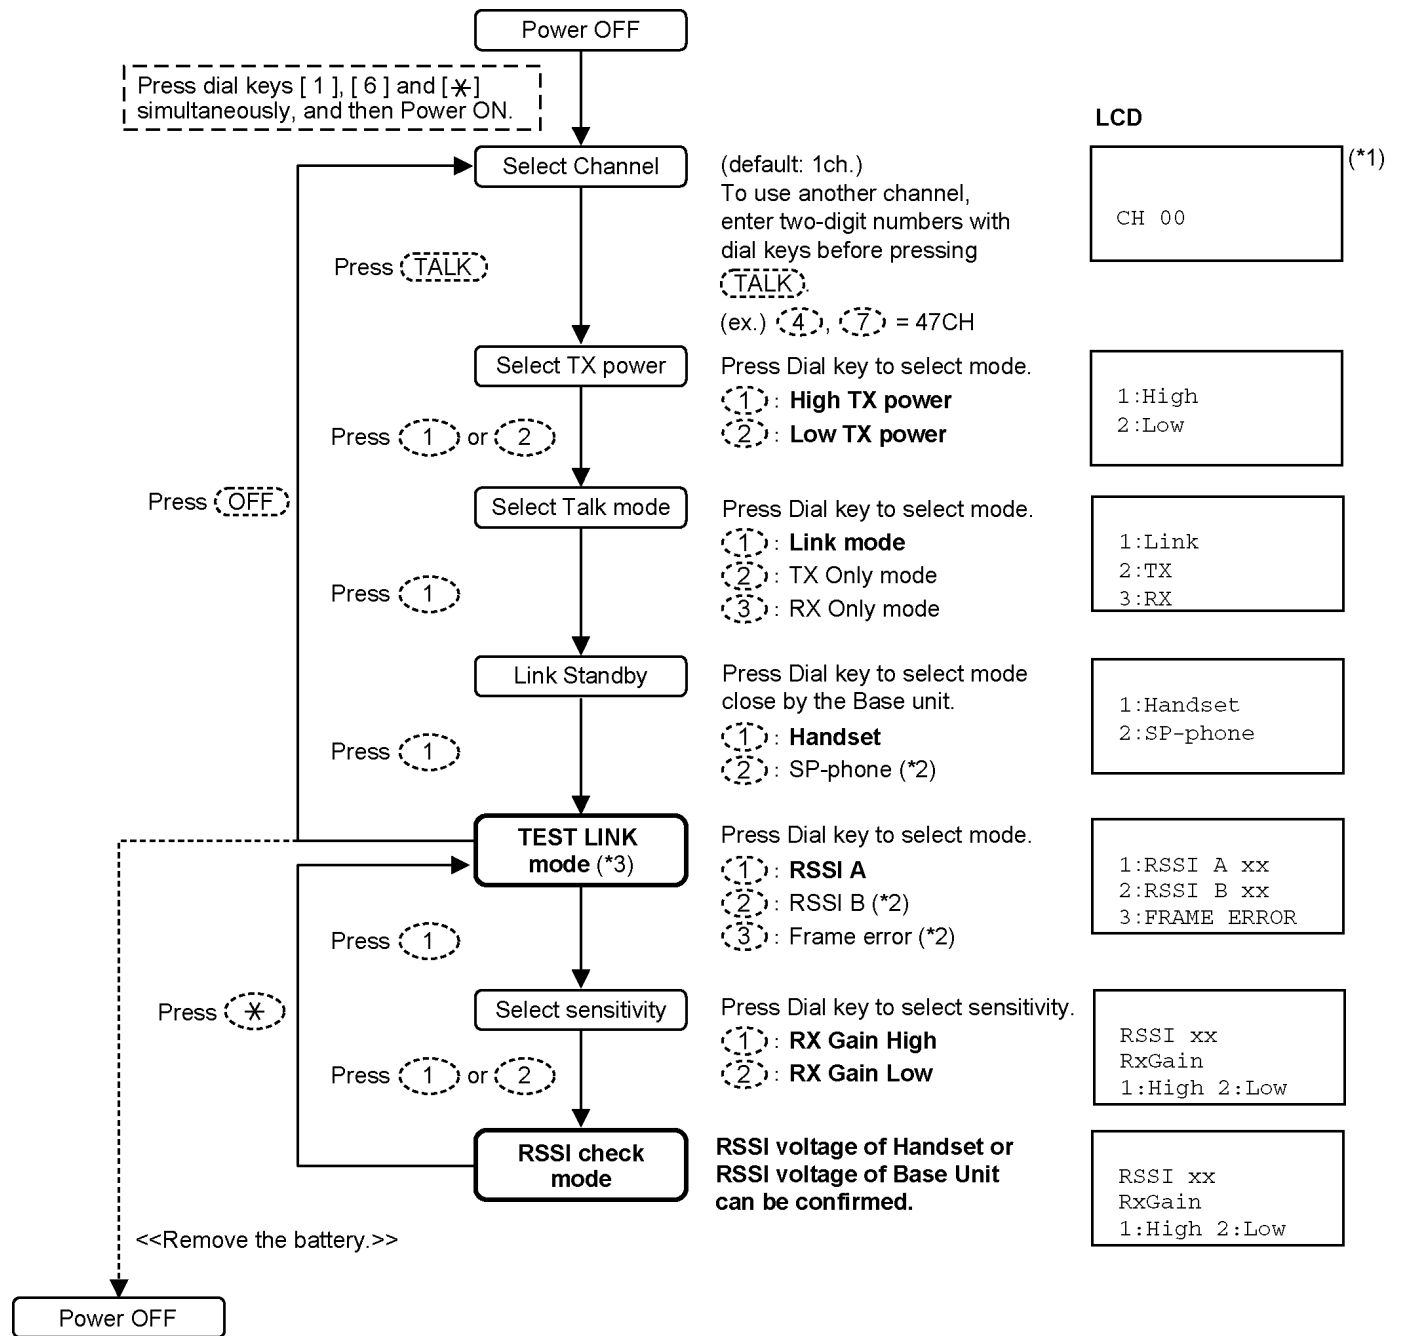 Power OFF
Press dial keys [ 1 ], [ 6 ] and [*]
simultaneously, and then Power ON.
LCD
Select Channel
(default: 1ch.)
To use another channel,
enter two-digit numbers with
dial keys before pressing
TALK.
(ex.) 4, 7 = 47CH
CH 00
(*1)
Press TALK
Select TX power
Press Dial key to select mode.
1 : High TX power
2 : Low TX power
1:High
2:Low
Press 1 or 2
Press OFF
Select Talk mode
Press Dial key to select mode.
1 : Link mode
2 : TX Only mode
3 : RX Only mode
1:Link
2:TX
3:RX
Press 1
Link Standby
Press Dial key to select mode
close by the Base unit.
1 : Handset
2 : SP-phone (*2)
1:Handset
2:SP-phone
Press 1
TEST LINK
mode (*3)
Press Dial key to select mode.
1 : RSSI A
2 : RSSI B (*2)
3 : Frame error (*2)
1:RSSI A xx
2:RSSI B xx
3:FRAME ERROR
Press 1
Press *
Select sensitivity
Press Dial key to select sensitivity.
1 : RX Gain High
2 : RX Gain Low
RSSI xx
RxGain
1:High 2:Low
Press 1 or 2
RSSI check
mode
RSSI voltage of Handset or
RSSI voltage of Base Unit
can be confirmed.
RSSI xx
RxGain
1:High 2:Low
<<Remove the battery.>>
Power OFF